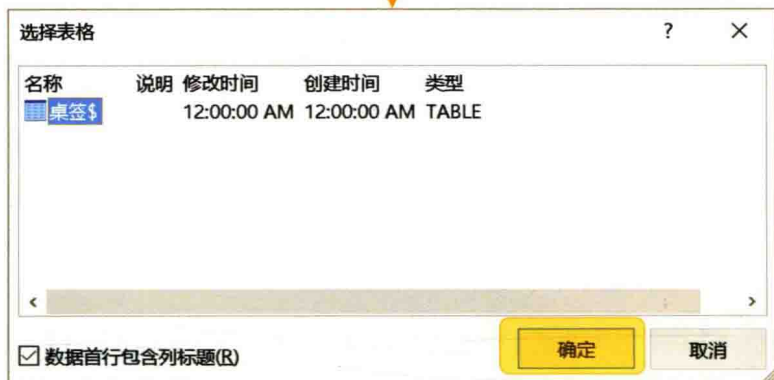 选择表格 ? ×
名称 说明 修改时间 创建时间 类型
桌签$ 12:00:00 AM 12:00:00 AM TABLE
数据首行包含列标题(R) 确定 取消